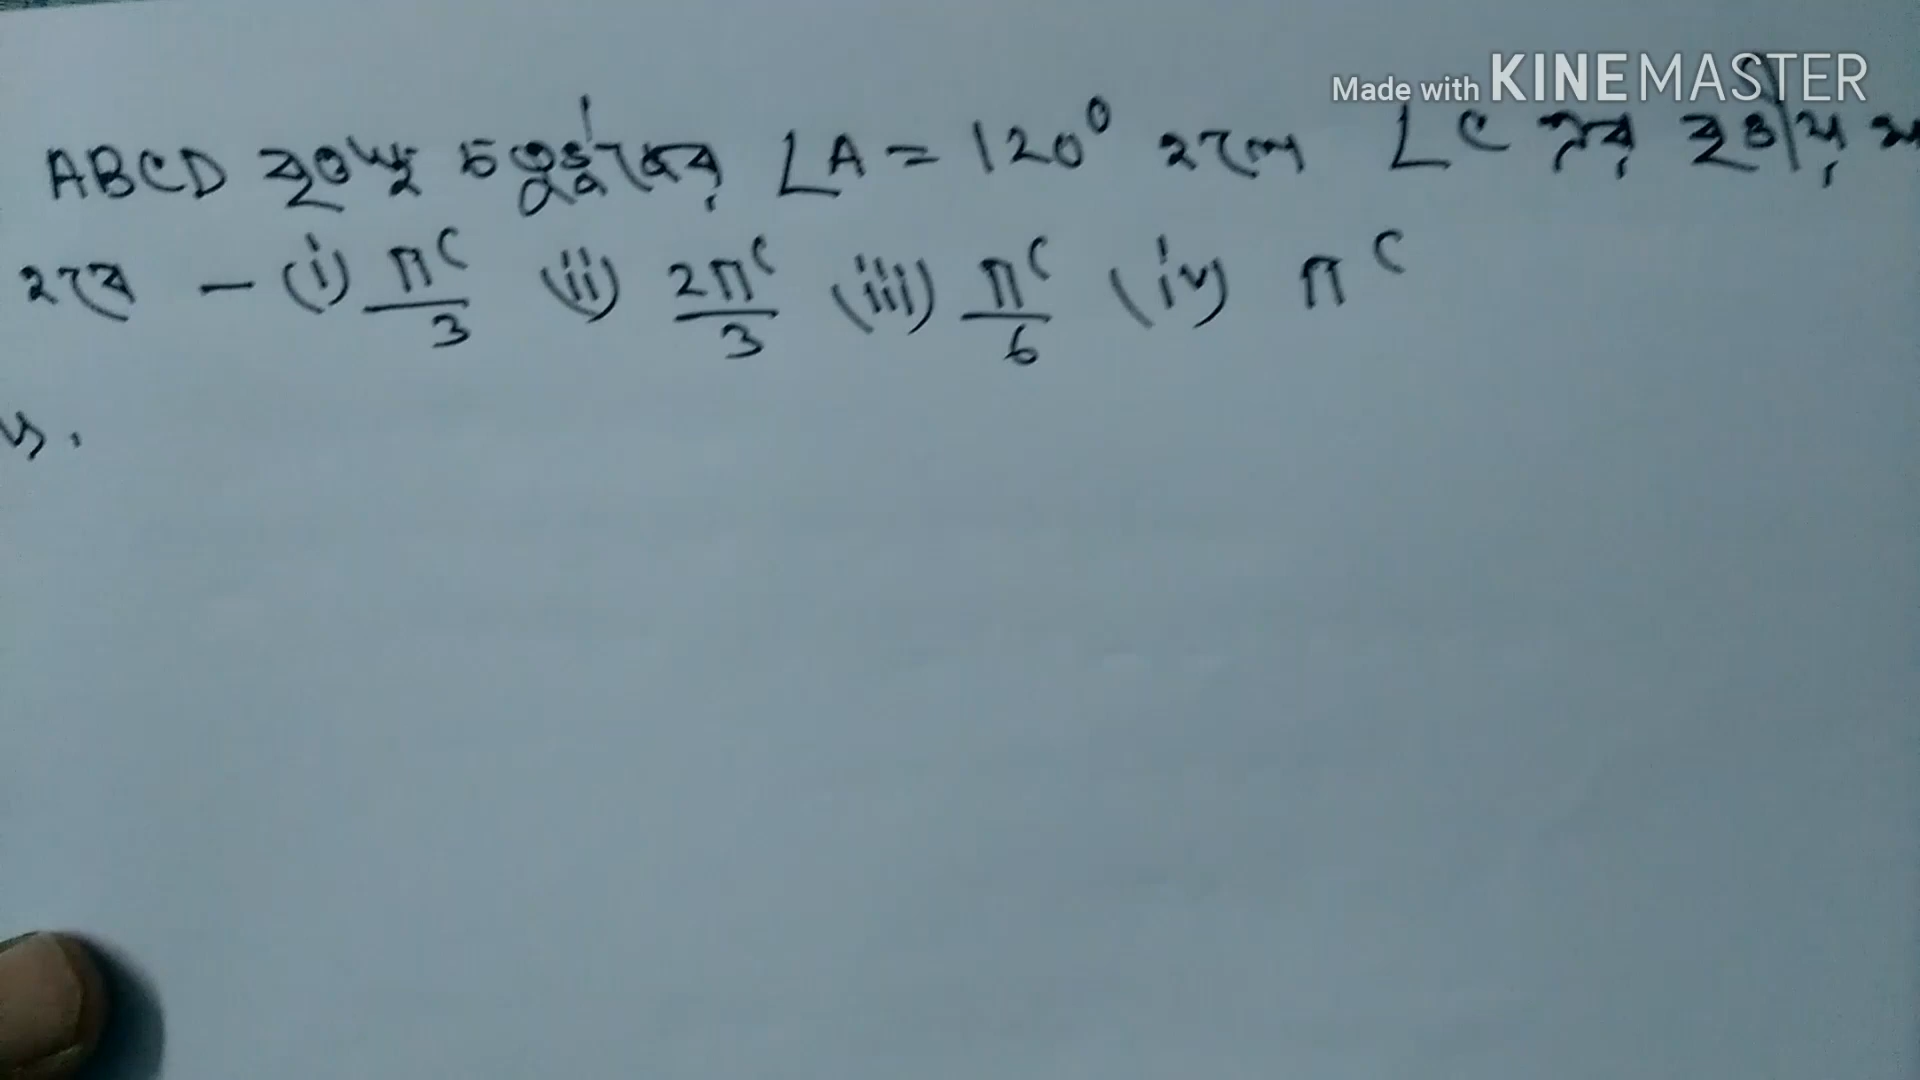 Made with KINEMASTER
ABCD বৃত্তস্থ চতুর্ভুজের ∠A = 120° হলে ∠C এর বৃত্তীয় ম
হবে - (i) π^c/3 (ii) 2π^c/3 (iii) π^c/6 (iv) π^c